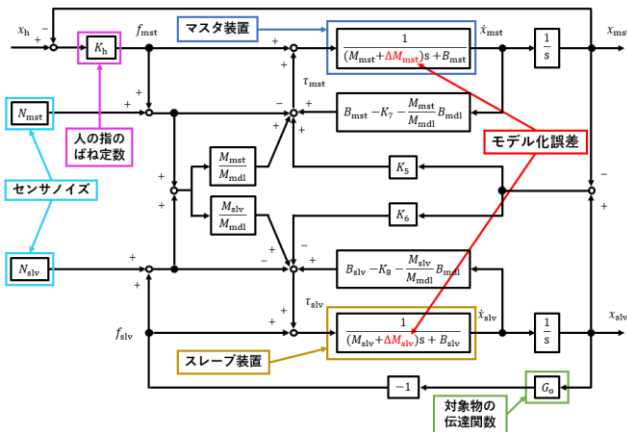 x_h
−
+
K_h
f_mst
マスタ装置
+
+
1
(M_mst+ΔM_mst)s+B_mst
ẋ_mst
1
s
x_mst
τ_mst
N_mst
+
+
−
+
+
B_mst−K_7−M_mst/M_mdl B_mdl
人の指の
ばね定数
モデル化誤差
センサノイズ
+
+
M_mst
M_mdl
M_slv
M_mdl
+
K_5
K_6
−
+
N_slv
+
+
+
−
−
+
B_slv−K_8−M_slv/M_mdl B_mdl
f_slv
τ_slv
+
+
1
(M_slv+ΔM_slv)s+B_slv
ẋ_slv
1
s
x_slv
スレーブ装置
−1
G_o
対象物の
伝達関数